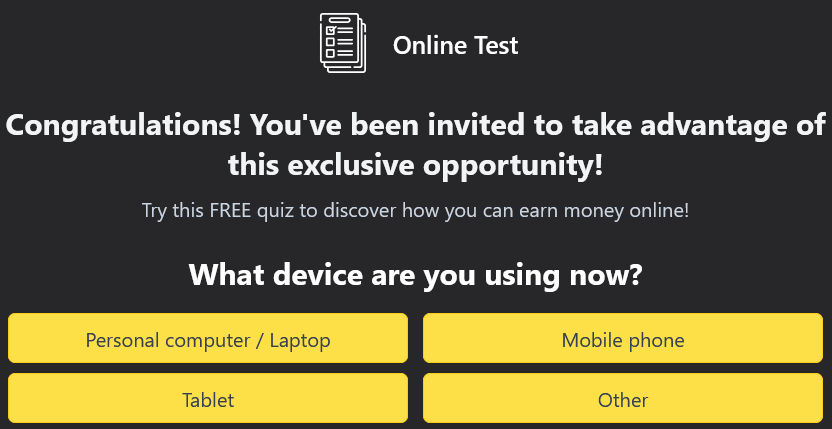 Online Test
Congratulations! You've been invited to take advantage of
this exclusive opportunity!
Try this FREE quiz to discover how you can earn money online!
What device are you using now?
Personal computer / Laptop
Mobile phone
Tablet
Other